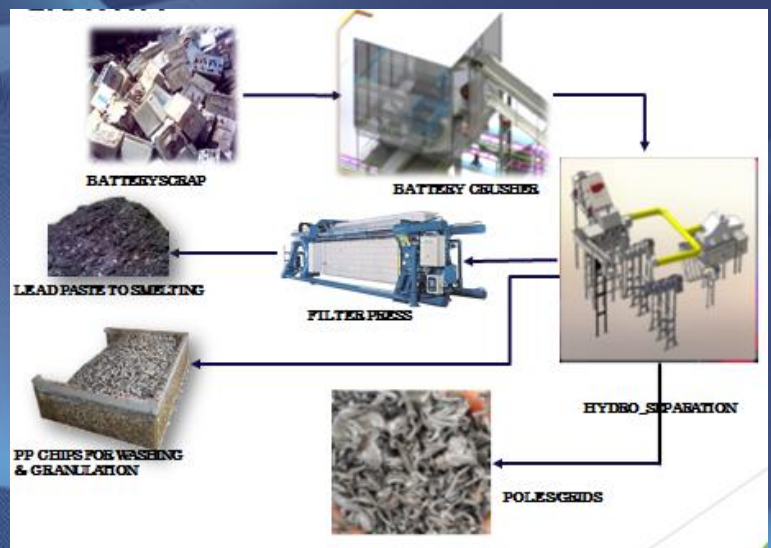 BATTERYSCRAP
BATTERY CRUSHER
LEAD PASTE TO SMELTING
FILTER PRESS
HYDRO_SEPARATION
PP CHIPS FOR WASHING
& GRANULATION
POLES/GRIDS